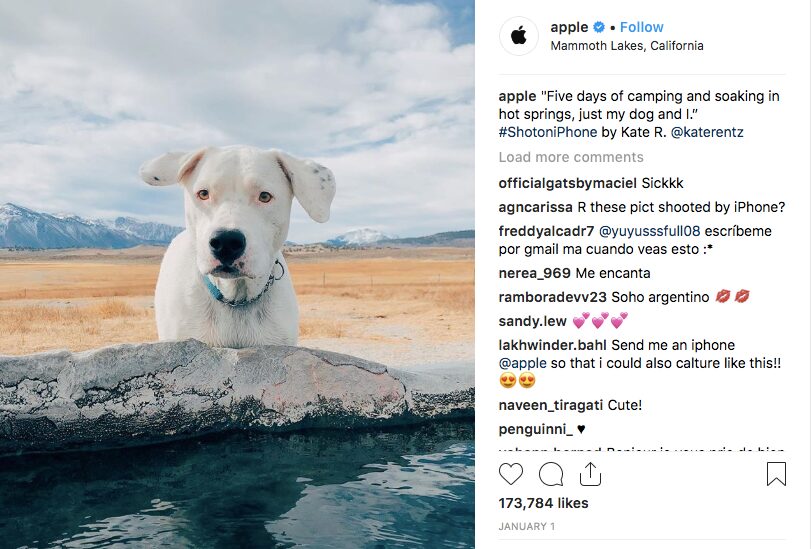 apple • Follow
Mammoth Lakes, California
apple "Five days of camping and soaking in
hot springs, just my dog and I.”
#ShotoniPhone by Kate R. @katerentz
Load more comments
officialgatsbymaciel Sickkk
agncarissa R these pict shooted by iPhone?
freddyalcadr7 @yuyusssfull08 escríbeme
por gmail ma cuando veas esto :*
nerea_969 Me encanta
ramboradevv23 Soho argentino 💋💋
sandy.lew 💕💕💕
lakhwinder.bahl Send me an iphone
@apple so that i could also calture like this!!
😍😍
naveen_tiragati Cute!
penguinni_ ♥
173,784 likes
JANUARY 1